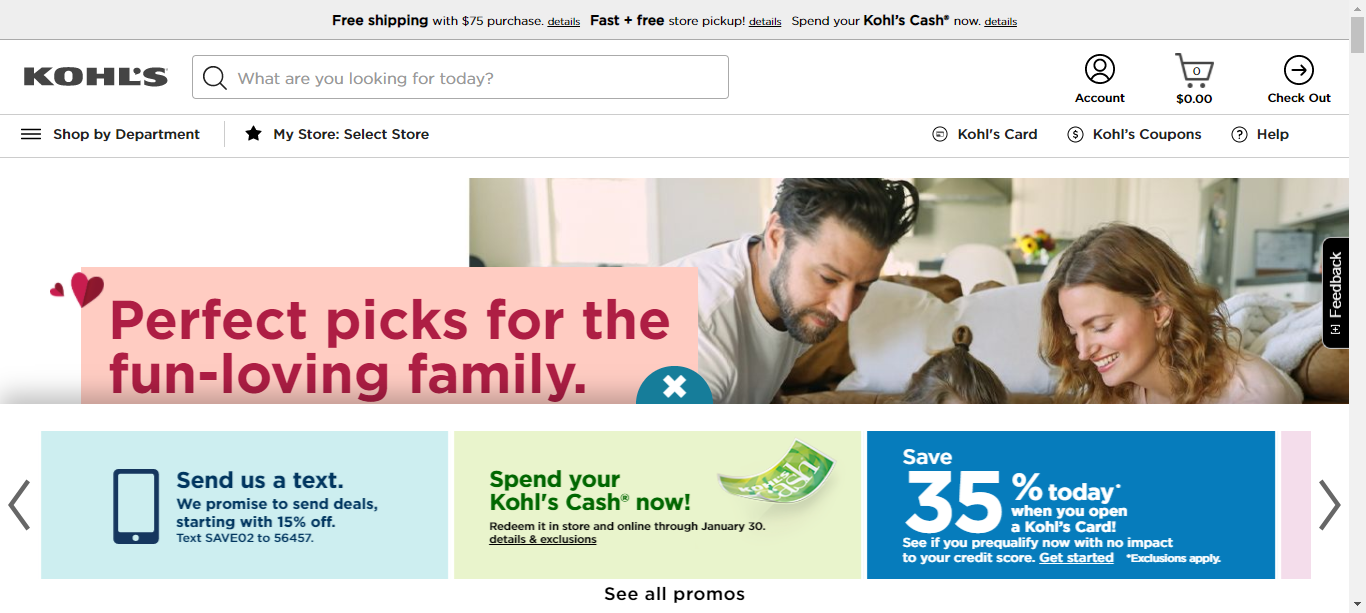 Free shipping with $75 purchase. details Fast + free store pickup! details Spend your Kohl's Cash® now. details
KOHL'S
What are you looking for today?
Account
0
$0.00
Check Out
Shop by Department
My Store: Select Store
Kohl's Card
$
Kohl's Coupons
?
Help
Perfect picks for the
fun-loving family.
[+] Feedback
Send us a text.
We promise to send deals,
starting with 15% off.
Text SAVE02 to 56457.
Spend your
Kohl's Cash® now!
Redeem it in store and online through January 30.
details & exclusions
Save
35% today*
when you open
a Kohl's Card!
See if you prequalify now with no impact
to your credit score. Get started *Exclusions apply.
See all promos